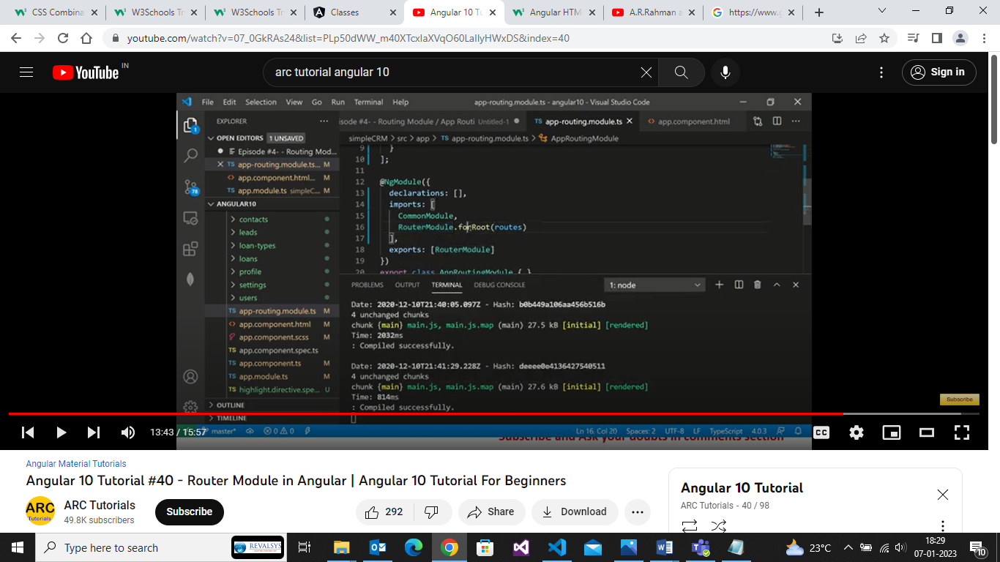 CSS Combina
W3Schools Tr
W3Schools Tr
Classes
Angular 10 Tu
Angular HTM
A.R.Rahman a
https://www.g
youtube.com/watch?v=07_0GkRAs24&list=PLp50dWW_m40XTcxIaXVqO60LaIlyHWxDS&index=40
YouTube IN
arc tutorial angular 10
Sign in
File Edit Selection View Go Run Terminal Help
app-routing.module.ts - angular10 - Visual Studio Code
EXPLORER
isode #4- - Routing Module / App Routi Untitled-1
TS app-routing.module.ts
app.component.html
OPEN EDITORS 1 UNSAVED
simpleCRM > src > app > TS app-routing.module.ts > AppRoutingModule
Episode #4- - Routing Mod...
TS app-routing.module.ts... M
app.component.html... M
TS app.module.ts simpleC... M
ANGULAR10
contacts
leads
loan-types
loans
profile
settings
users
TS app-routing.module.ts M
app.component.html M
app.component.scss M
TS app.component.spec.ts
TS app.component.ts M
TS app.module.ts M
TS highlight.directive.spe... U
OUTLINE
TIMELINE
1
78
9 }
10 ];
11
12 @NgModule({
13 declarations: [],
14 imports: [
15 CommonModule,
16 RouterModule.forRoot(routes)
17 ],
18 exports: [RouterModule]
19 })
20 export class AppRoutingModule { }
PROBLEMS OUTPUT TERMINAL DEBUG CONSOLE
1: node
Date: 2020-12-10T21:40:05.097Z - Hash: b0b449a106aa456b516b
4 unchanged chunks
chunk {main} main.js, main.js.map (main) 27.5 kB [initial] [rendered]
Time: 2032ms
: Compiled successfully.
Date: 2020-12-10T21:41:29.228Z - Hash: deeee0e4136427540511
4 unchanged chunks
chunk {main} main.js, main.js.map (main) 27.6 kB [initial] [rendered]
Time: 814ms
: Compiled successfully.
Subscribe
master* 0 0
Ln 16, Col 20 Spaces: 2 UTF-8 LF TypeScript 4.0.3
13:43 / 15:57
CC
Subscribe and Ask your doubts in comments section
Angular Material Tutorials
Angular 10 Tutorial #40 - Router Module in Angular | Angular 10 Tutorial For Beginners
ARC Tutorials
ARC Tutorials
49.8K subscribers
Subscribe
292
Share
Download
Angular 10 Tutorial
ARC Tutorials - 40 / 98
Type here to search
REVALSYS
23°C
18:29
07-01-2023
10